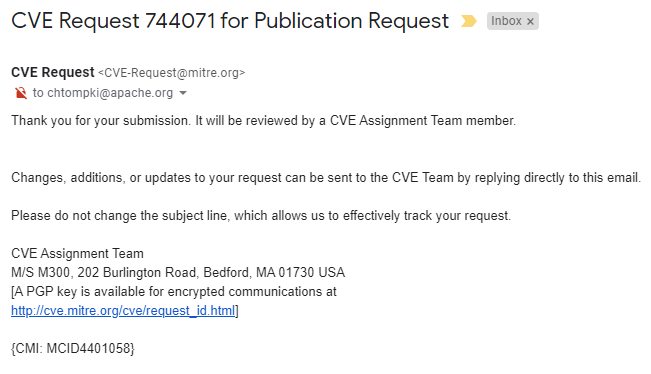 CVE Request 744071 for Publication Request Inbox x
CVE Request <CVE-Request@mitre.org>
to chtompki@apache.org
Thank you for your submission. It will be reviewed by a CVE Assignment Team member.
Changes, additions, or updates to your request can be sent to the CVE Team by replying directly to this email.
Please do not change the subject line, which allows us to effectively track your request.
CVE Assignment Team
M/S M300, 202 Burlington Road, Bedford, MA 01730 USA
[A PGP key is available for encrypted communications at
http://cve.mitre.org/cve/request_id.html]
{CMI: MCID4401058}